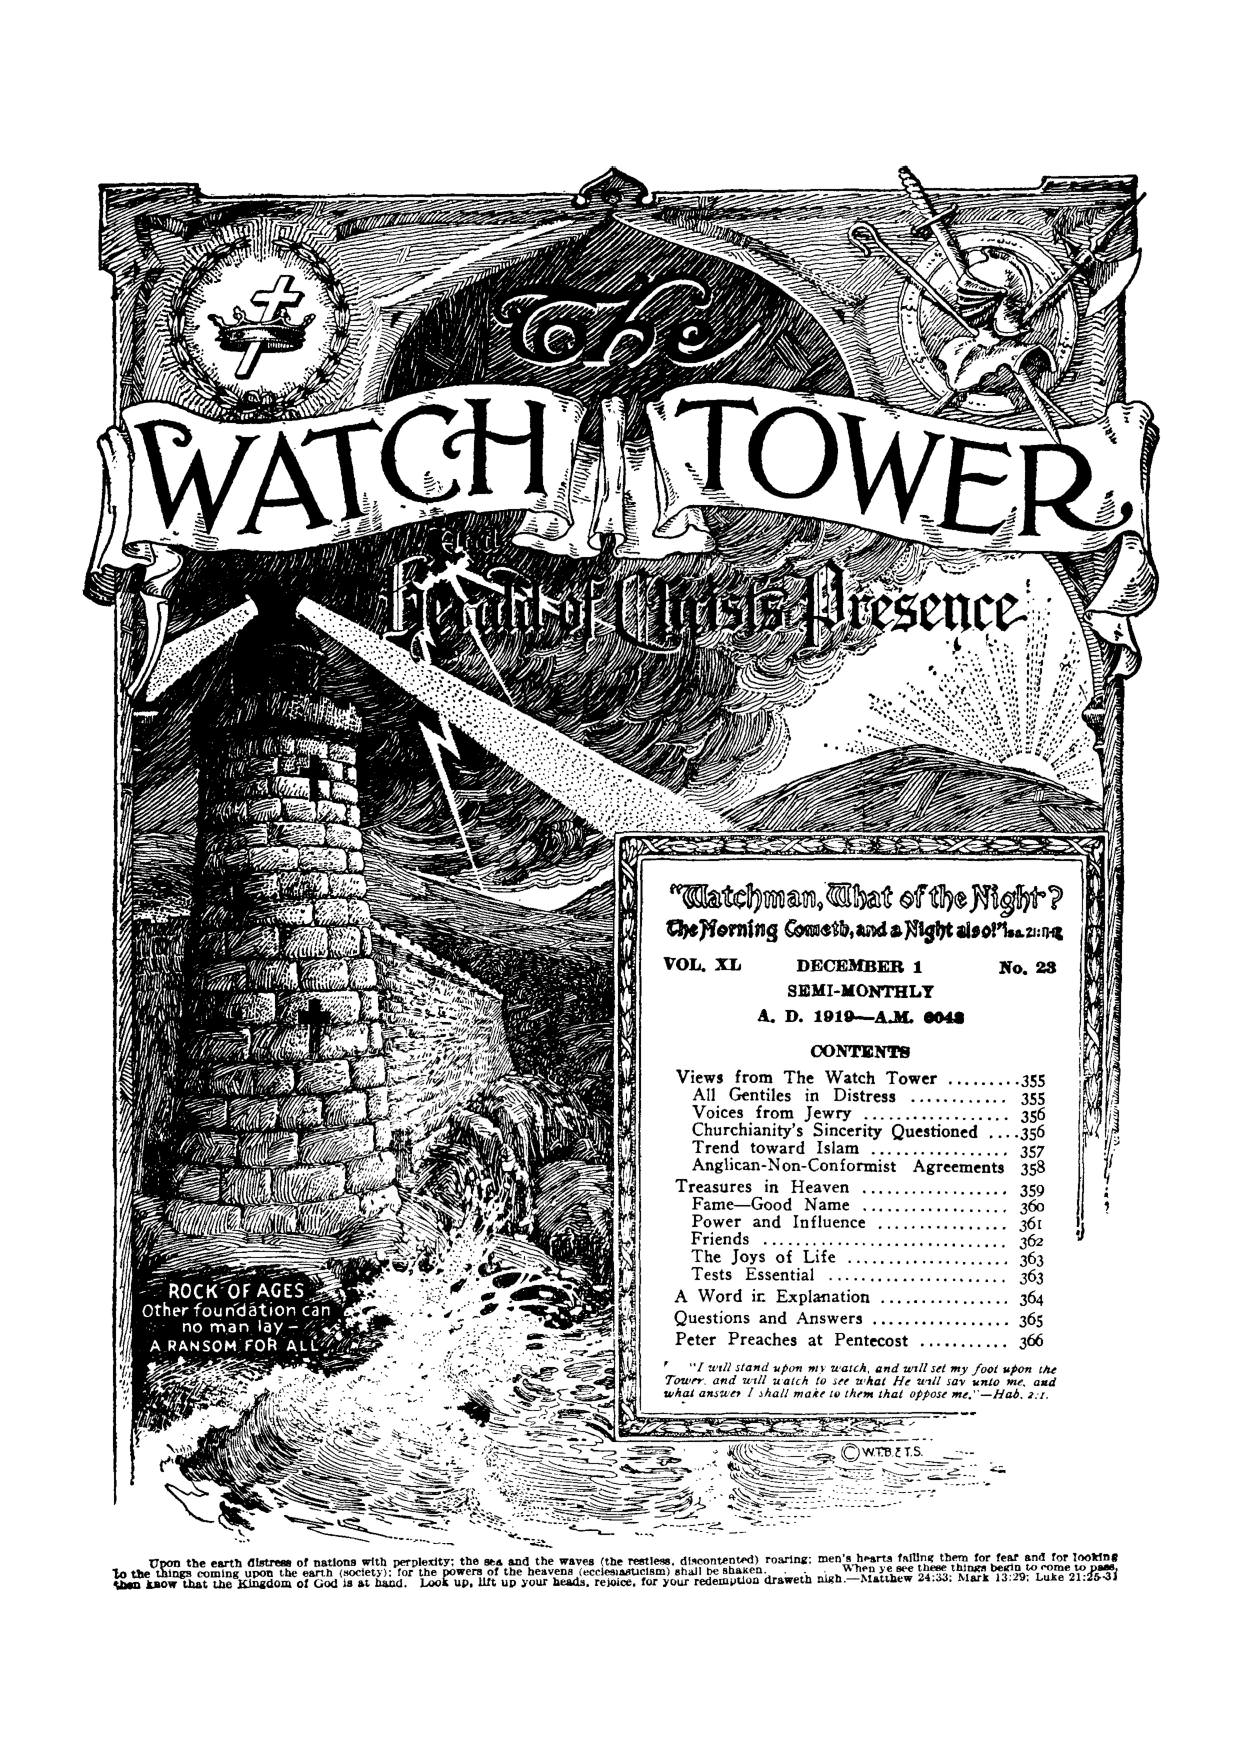 The
WATCH TOWER
And
Herald of Christ's Presence
"Watchman, What of the Night?
The Morning Cometh, and a Night also!" Isa. 21:11-12
VOL. XL DECEMBER 1 No. 23
SEMI-MONTHLY
A. D. 1919—A.M. 6048
CONTENTS
Views from The Watch Tower .........355
All Gentiles in Distress ............ 355
Voices from Jewry .................. 356
Churchianity's Sincerity Questioned ....356
Trend toward Islam ................. 357
Anglican-Non-Conformist Agreements 358
Treasures in Heaven .................. 359
Fame—Good Name .................. 360
Power and Influence ................ 361
Friends ............................. 362
The Joys of Life .................... 363
Tests Essential ...................... 363
A Word in Explanation ................ 364
Questions and Answers ................. 365
Peter Preaches at Pentecost ........... 366
"I will stand upon my watch, and will set my foot upon the
Tower, and will watch to see what He will say unto me, and
what answer I shall make to them that oppose me."—Hab. 2:1.
ROCK OF AGES
Other foundation can
no man lay —
A RANSOM FOR ALL
© W.T.B.& T.S.
Upon the earth distress of nations with perplexity; the sea and the waves (the restless, discontented) roaring; men's hearts failing them for fear and for looking
to the things coming upon the earth (society); for the powers of the heavens (ecclesiasticism) shall be shaken. . . . When ye see these things begin to come to pass,
then know that the Kingdom of God is at hand. Look up, lift up your heads, rejoice, for your redemption draweth nigh.—Matthew 24:33; Mark 13:29; Luke 21:25-31